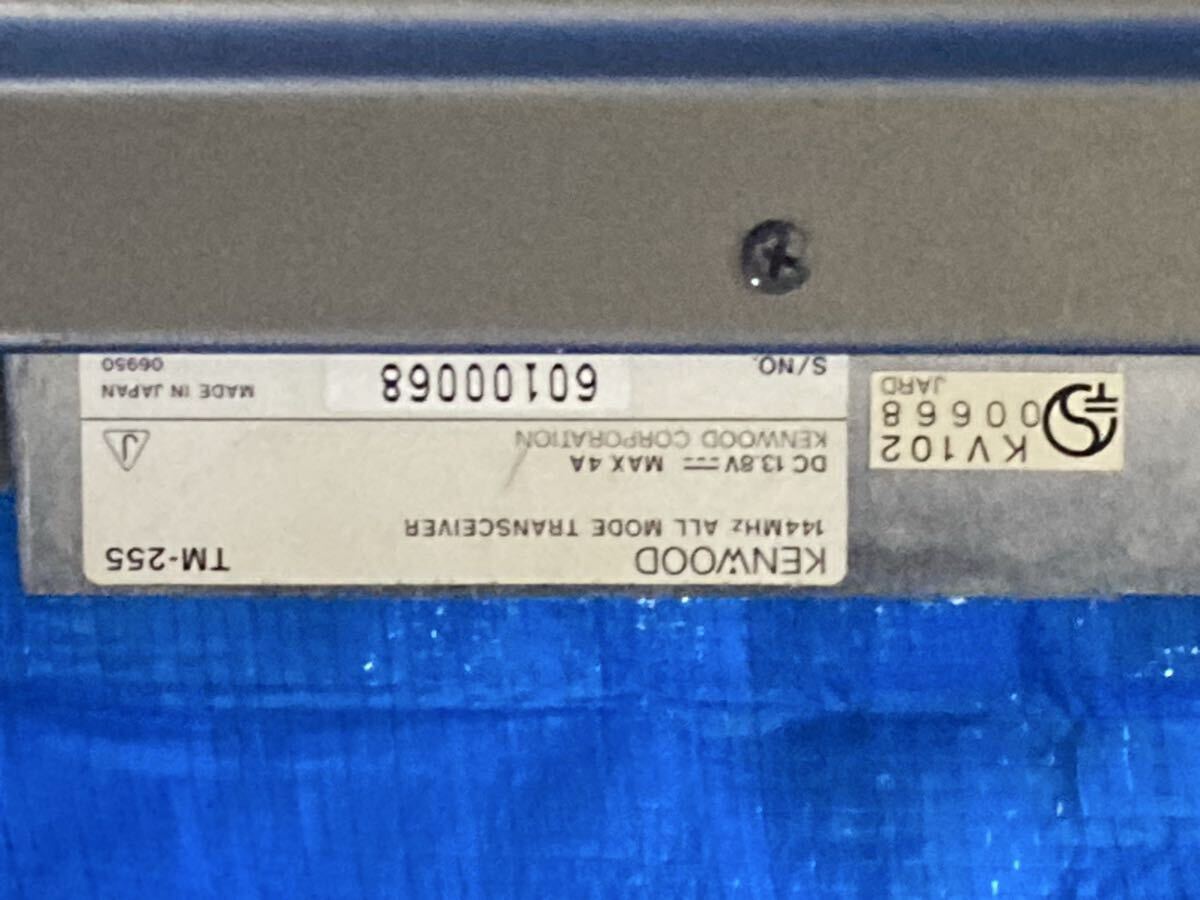 KENWOOD TM-255
144MHz ALL MODE TRANSCEIVER
DC 13.8V MAX 4A
KENWOOD CORPORATION
J
S/NO. 60100068 MADE IN JAPAN
06950
KV102
00668
JARD